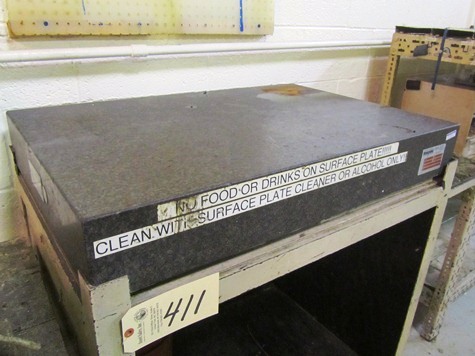 NO FOOD OR DRINKS ON SURFACE PLATE!!!!!
CLEAN WITH SURFACE PLATE CLEANER OR ALCOHOL ONLY!
411